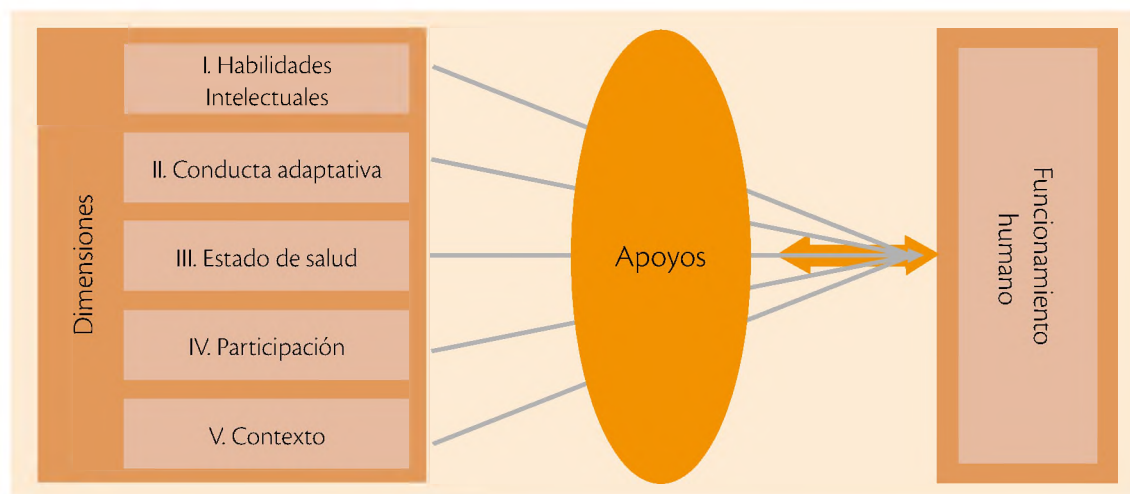 Dimensiones
I. Habilidades
Intelectuales
II. Conducta adaptativa
III. Estado de salud
IV. Participación
V. Contexto
Apoyos
Funcionamiento
humano